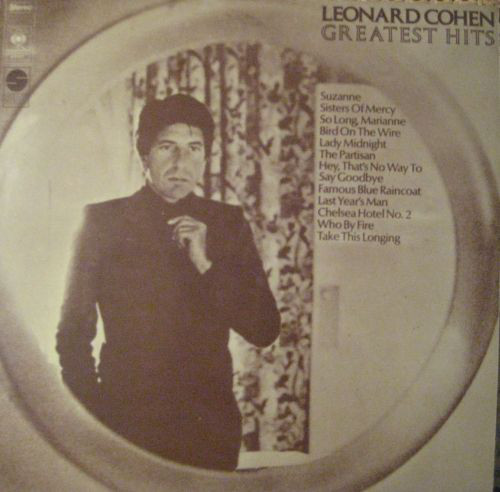 Stereo
LEONARD COHEN
GREATEST HITS
Suzanne
Sisters Of Mercy
So Long, Marianne
Bird On The Wire
Lady Midnight
The Partisan
Hey, That's No Way To
Say Goodbye
Famous Blue Raincoat
Last Year's Man
Chelsea Hotel No. 2
Who By Fire
Take This Longing